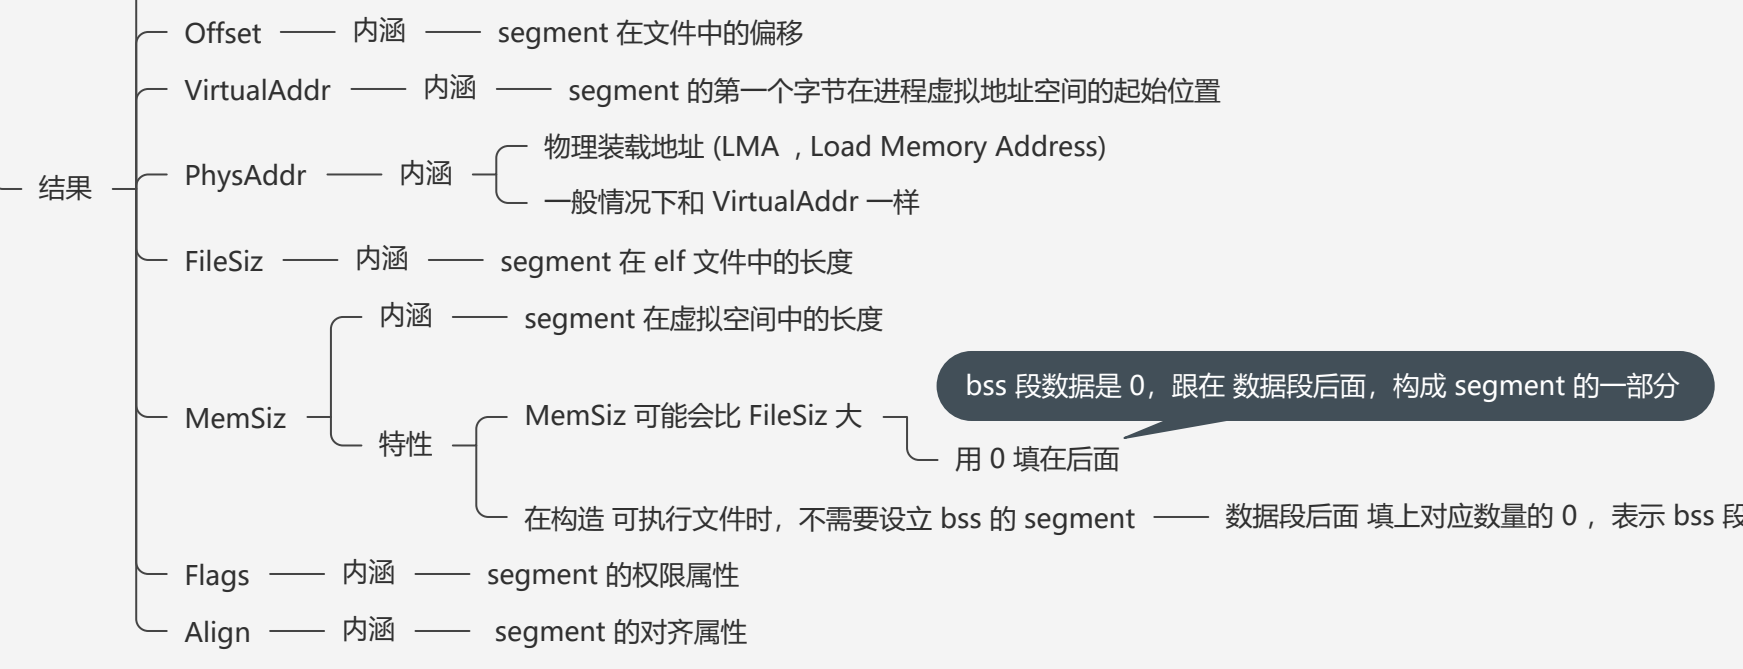 Offset 内涵 segment 在文件中的偏移
VirtualAddr 内涵 segment 的第一个字节在进程虚拟地址空间的起始位置
物理装载地址 (LMA , Load Memory Address)
结果 PhysAddr 内涵
一般情况下和 VirtualAddr 一样
FileSiz 内涵 segment 在 elf 文件中的长度
内涵 segment 在虚拟空间中的长度
bss 段数据是 0，跟在 数据段后面，构成 segment 的一部分
MemSiz 特性 MemSiz 可能会比 FileSiz 大
用 0 填在后面
在构造 可执行文件时，不需要设立 bss 的 segment 数据段后面 填上对应数量的 0 ，表示 bss 段
Flags 内涵 segment 的权限属性
Align 内涵 segment 的对齐属性